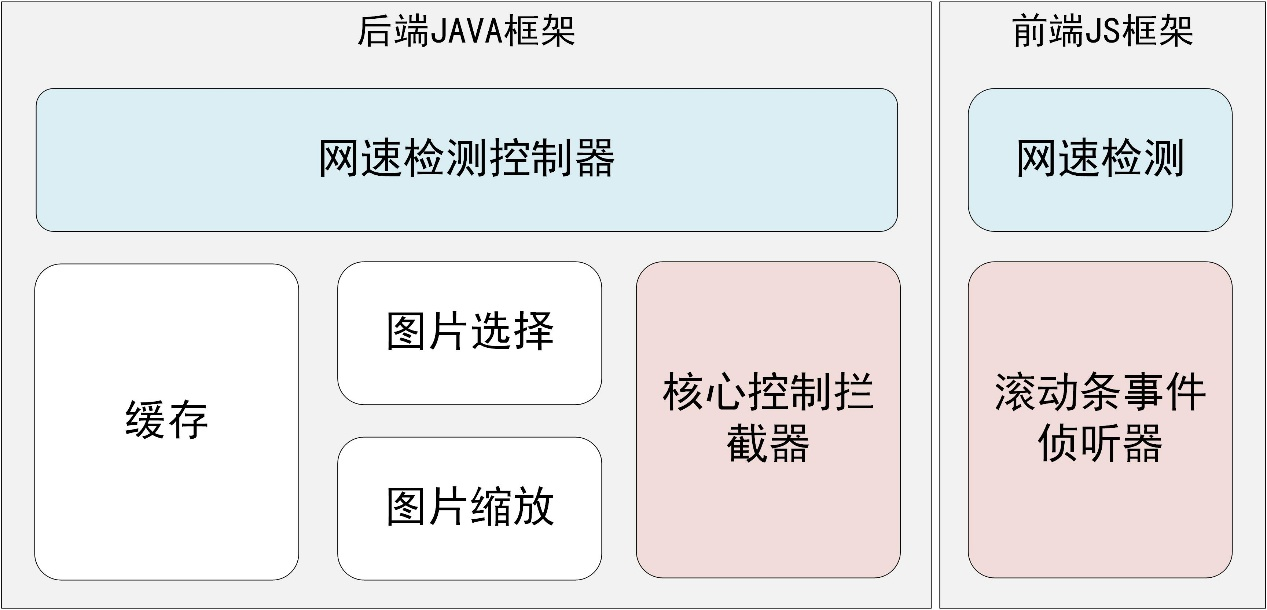 后端JAVA框架
前端JS框架
网速检测控制器
网速检测
缓存
图片选择
图片缩放
核心控制拦
截器
滚动条事件
侦听器